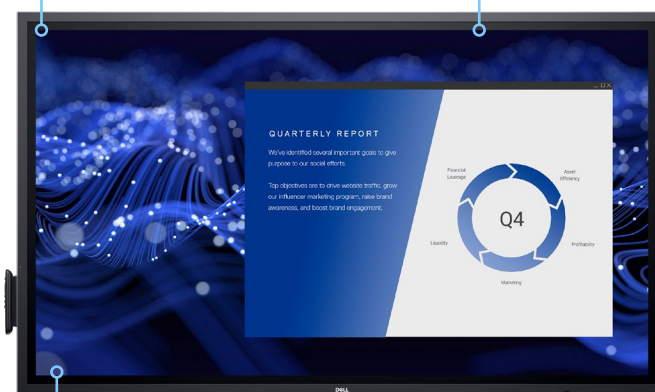 QUARTERLY REPORT
We've identified several important goals to give
purpose to our social efforts.
Top objectives are to drive website traffic, grow
our influencer marketing program, raise brand
awareness, and boost brand engagement.
Financial
Leverage
Asset
Efficiency
Q4
Liquidity
Profitability
Marketing
DELL